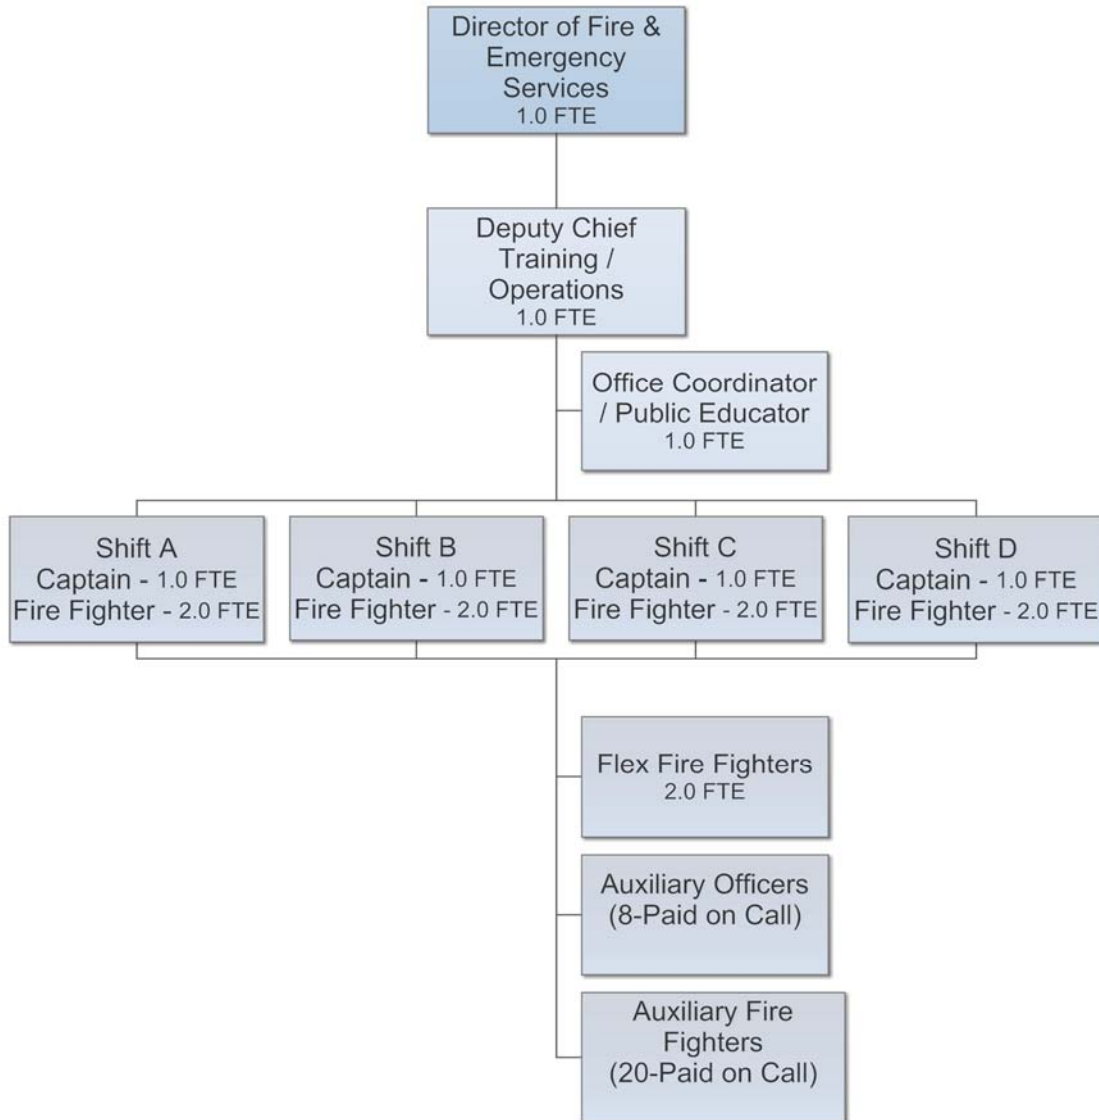 Director of Fire &
Emergency
Services
1.0 FTE
Deputy Chief
Training /
Operations
1.0 FTE
Office Coordinator
/ Public Educator
1.0 FTE
Shift A
Captain - 1.0 FTE
Fire Fighter - 2.0 FTE
Shift B
Captain - 1.0 FTE
Fire Fighter - 2.0 FTE
Shift C
Captain - 1.0 FTE
Fire Fighter - 2.0 FTE
Shift D
Captain - 1.0 FTE
Fire Fighter - 2.0 FTE
Flex Fire Fighters
2.0 FTE
Auxiliary Officers
(8-Paid on Call)
Auxiliary Fire
Fighters
(20-Paid on Call)